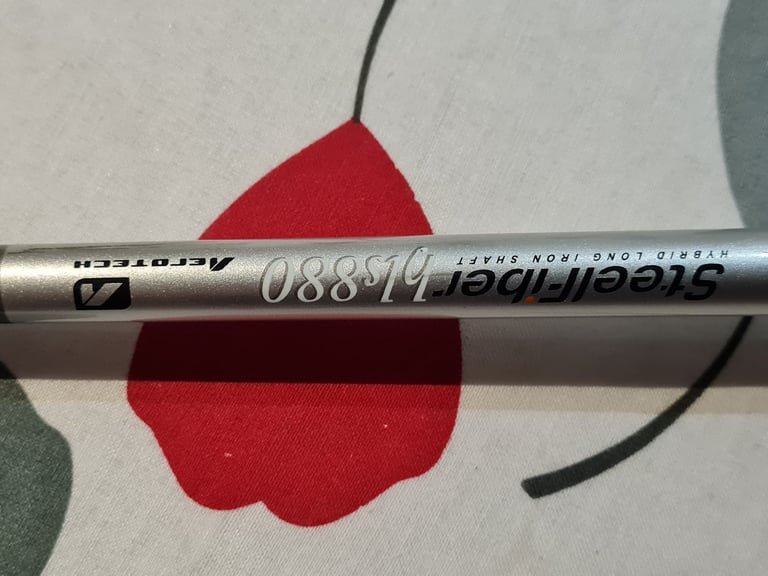 SteelFiber hls880
HYBRID LONG IRON SHAFT
AEROTECH